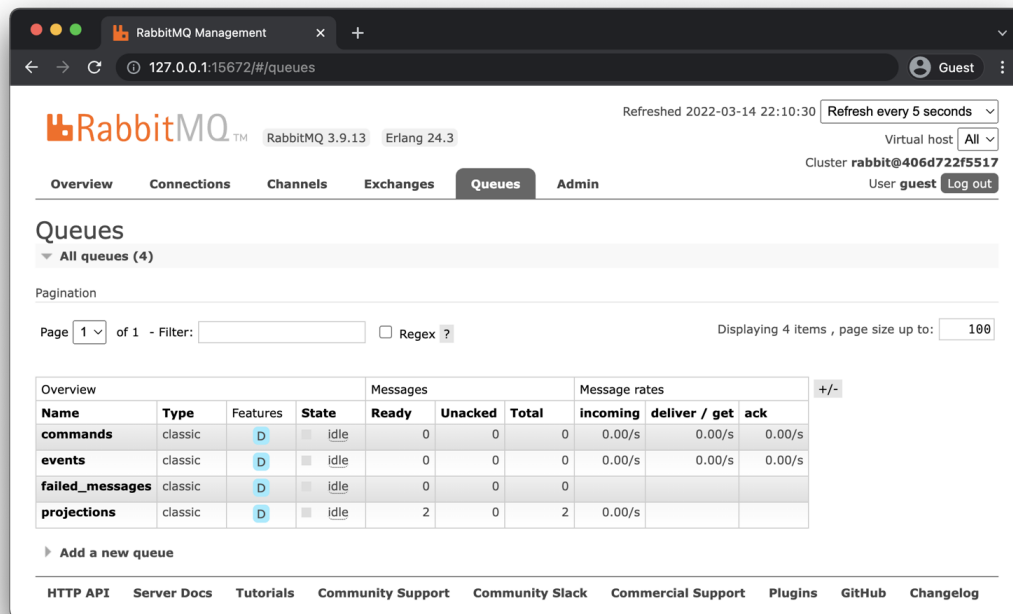 RabbitMQ Management
127.0.0.1:15672/#/queues
Guest
Refreshed 2022-03-14 22:10:30 Refresh every 5 seconds
RabbitMQ TM RabbitMQ 3.9.13 Erlang 24.3
Virtual host All
Cluster rabbit@406d722f5517
User guest Log out
Overview Connections Channels Exchanges Queues Admin
Queues
All queues (4)
Pagination
Page 1 of 1 - Filter: Regex ? Displaying 4 items , page size up to: 100
Overview Messages Message rates +/-
Name Type Features State Ready Unacked Total incoming deliver / get ack
commands classic D idle 0 0 0 0.00/s 0.00/s 0.00/s
events classic D idle 0 0 0 0.00/s 0.00/s 0.00/s
failed_messages classic D idle 0 0 0
projections classic D idle 2 0 2 0.00/s
Add a new queue
HTTP API Server Docs Tutorials Community Support Community Slack Commercial Support Plugins GitHub Changelog